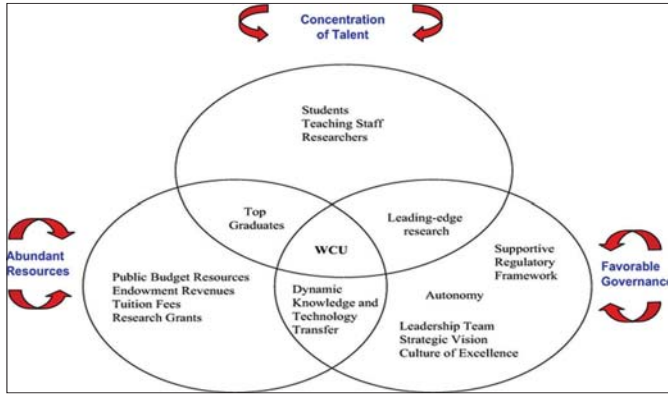 Concentration
of Talent
Students
Teaching Staff
Researchers
Top
Graduates
Leading-edge
research
WCU
Abundant
Resources
Public Budget Resources
Endowment Revenues
Tuition Fees
Research Grants
Dynamic
Knowledge and
Technology
Transfer
Supportive
Regulatory
Framework
Autonomy
Leadership Team
Strategic Vision
Culture of Excellence
Favorable
Governance